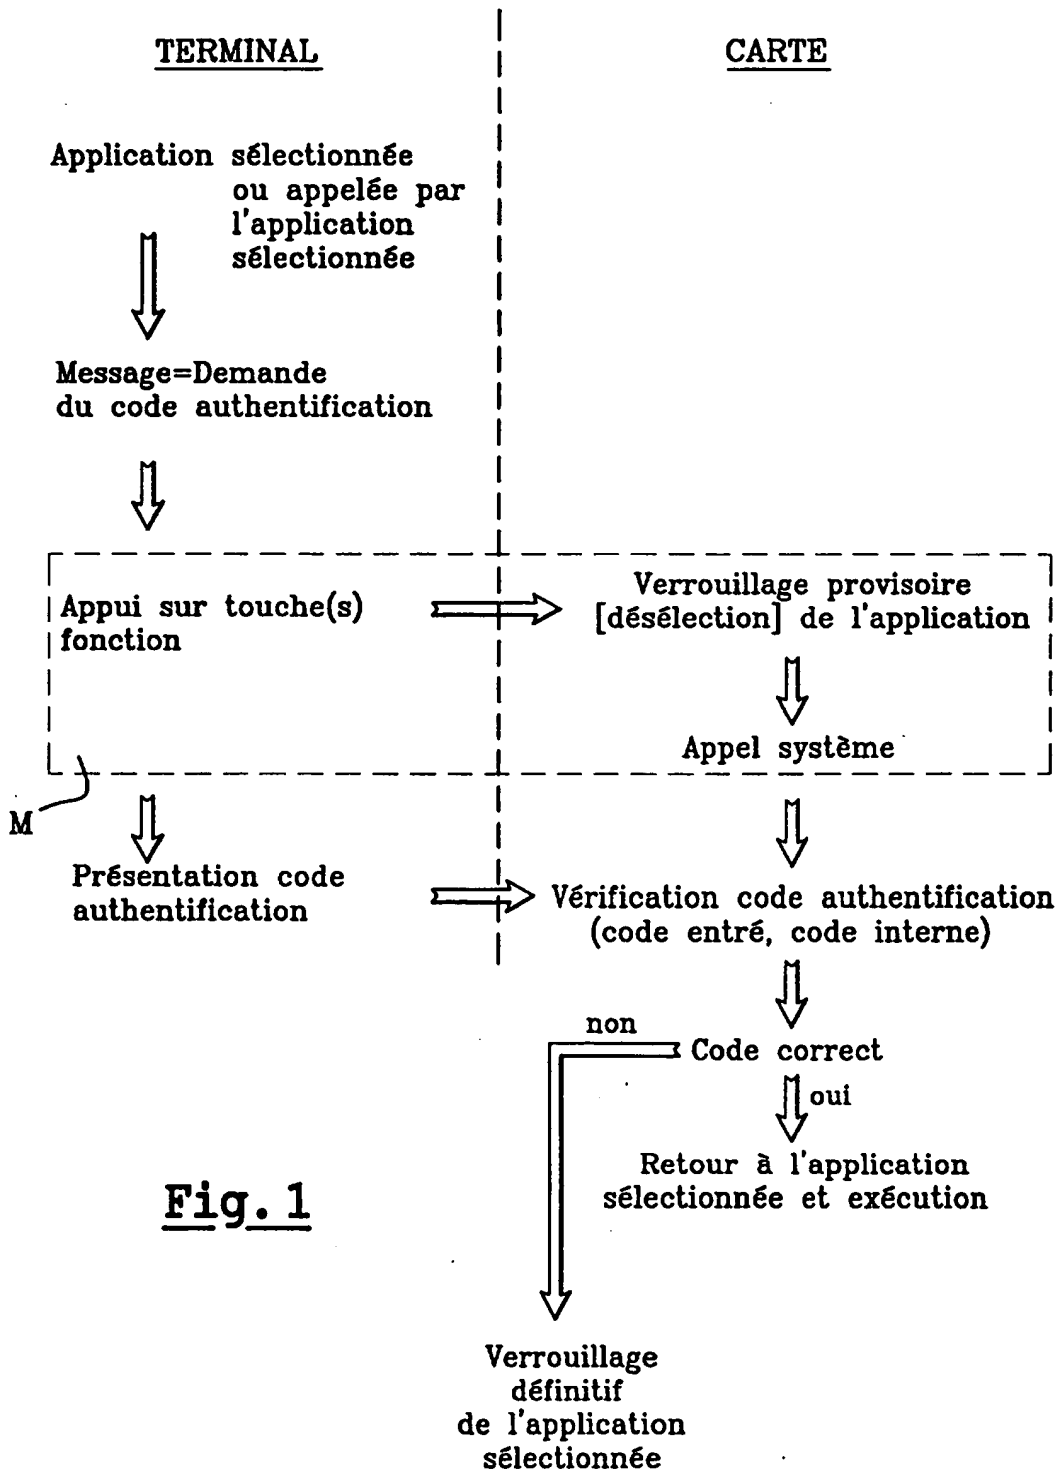 TERMINAL
CARTE
Application sélectionnée
ou appelée par
l'application
sélectionnée
Message=Demande
du code authentification
Appui sur touche(s)
fonction
Verrouillage provisoire
[désélection] de l'application
Appel système
M
Présentation code
authentification
Vérification code authentification
(code entré, code interne)
non
Code correct
oui
Retour à l'application
sélectionnée et exécution
Fig. 1
Verrouillage
définitif
de l'application
sélectionnée